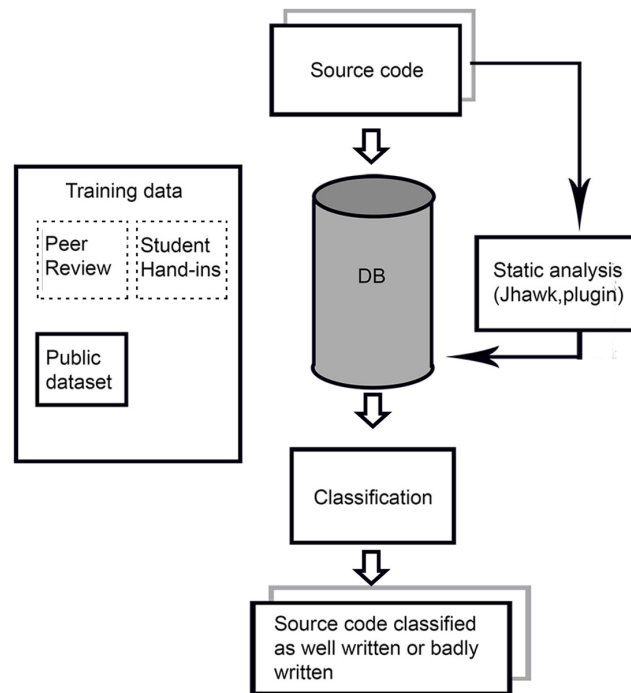 Source code
Training data
Peer
Review
Student
Hand-ins
Public
dataset
DB
Static analysis
(Jhawk,plugin)
Classification
Source code classified
as well written or badly
written